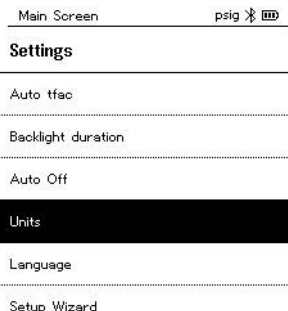 Main Screen psig
Settings
Auto tfac
Backlight duration
Auto Off
Units
Language
Setup Wizard